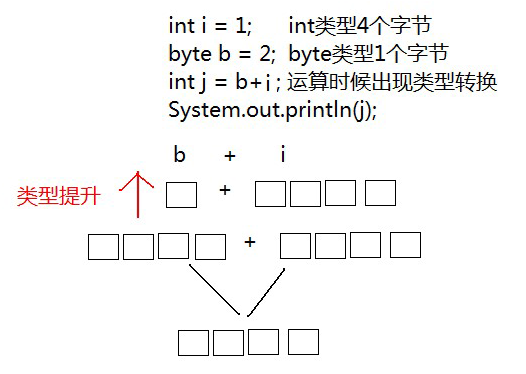 int i = 1; int类型4个字节
byte b = 2; byte类型1个字节
int j = b+i ; 运算时候出现类型转换
System.out.println(j);
b + i
类型提升
+
+